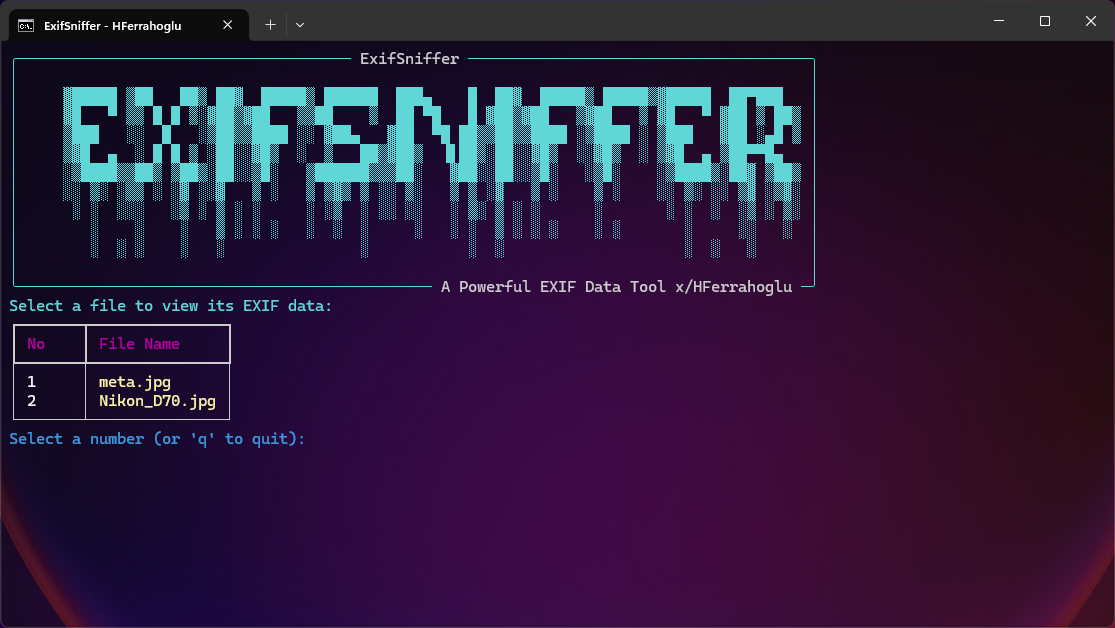 ExifSniffer - HFerrahoglu
ExifSniffer
EXIFSNIFFER
A Powerful EXIF Data Tool x/HFerrahoglu
Select a file to view its EXIF data:
No File Name
1 meta.jpg
2 Nikon_D70.jpg
Select a number (or 'q' to quit):